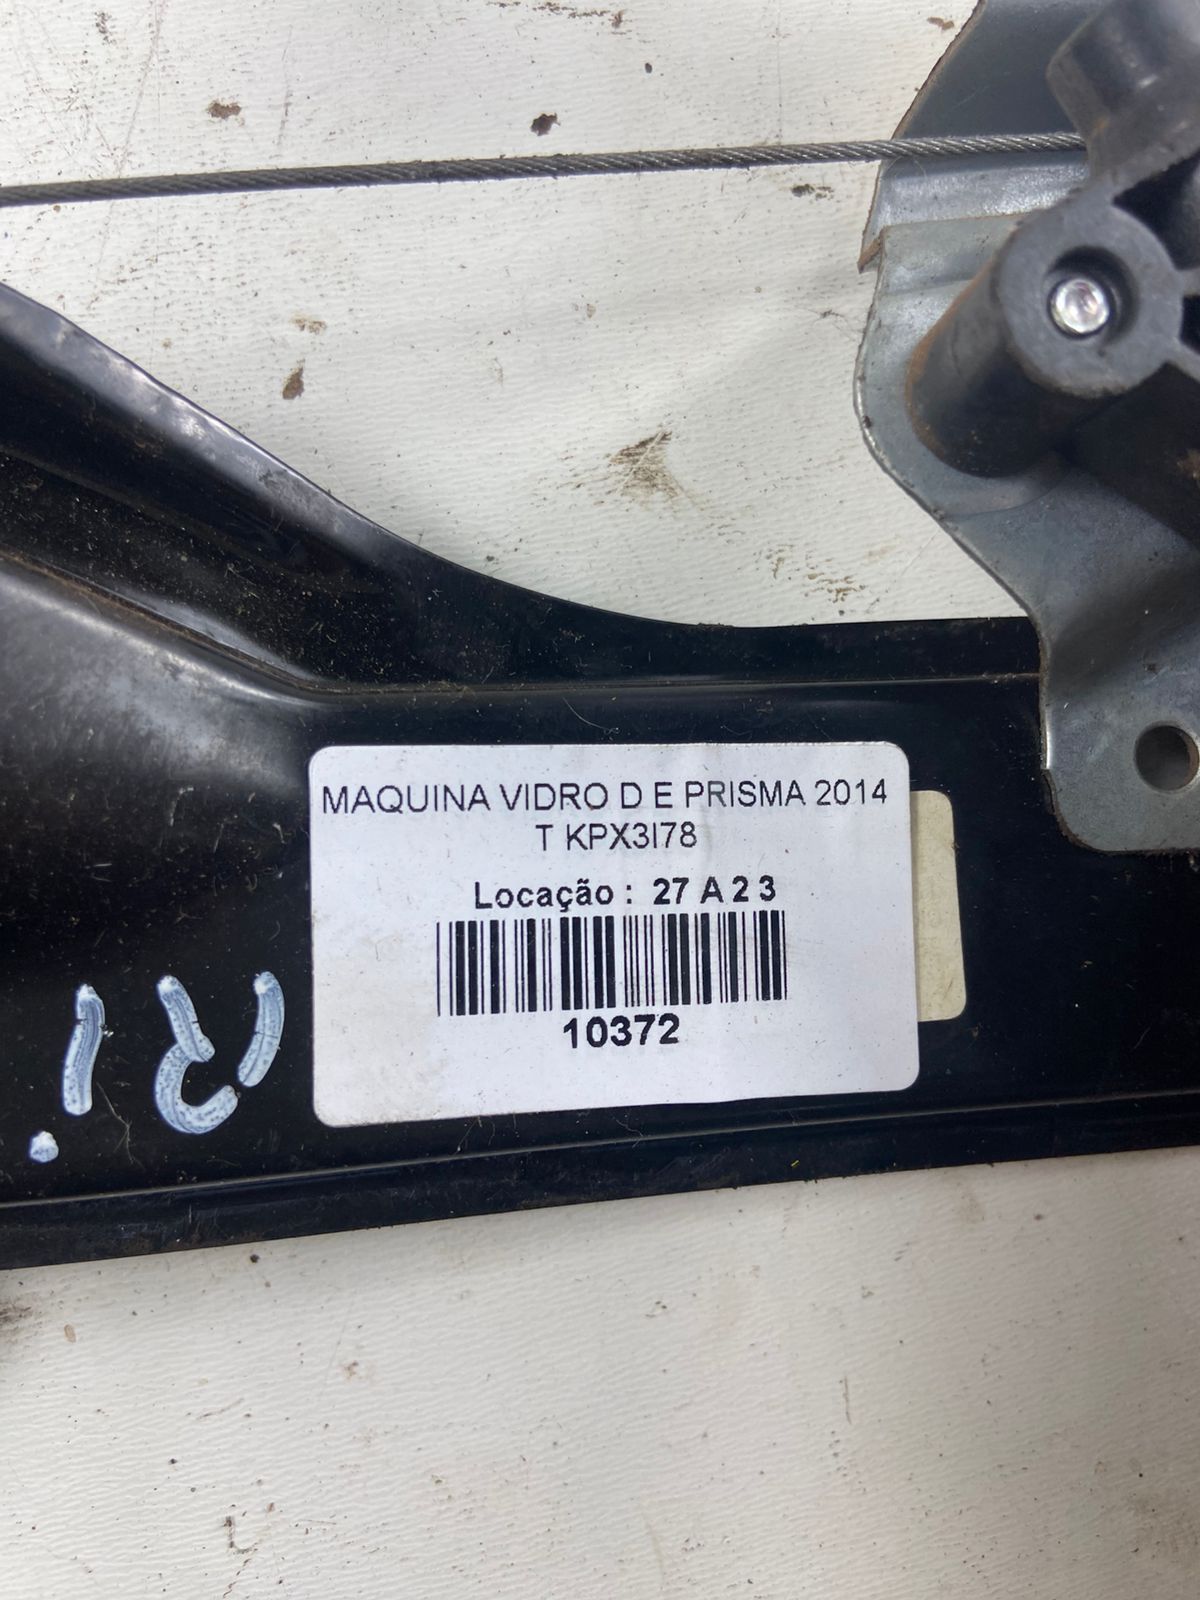 MAQUINA VIDRO D E PRISMA 2014
T KPX3I78
Locação : 27 A 2 3
10372